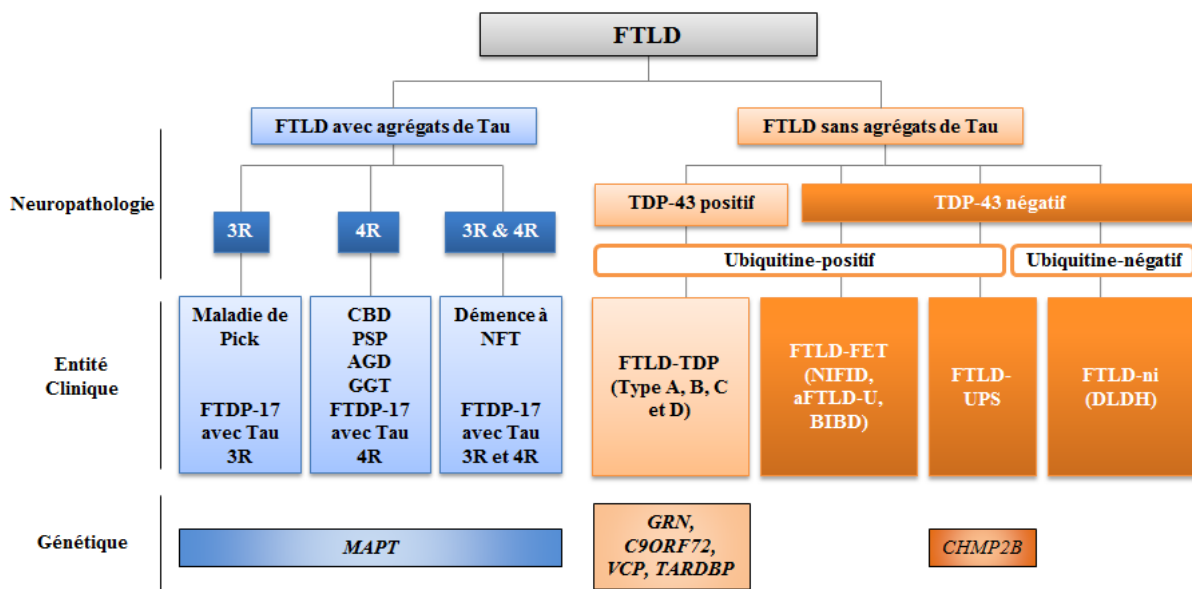 FTLD
FTLD avec agrégats de Tau
FTLD sans agrégats de Tau
Neuropathologie
TDP-43 positif
TDP-43 négatif
3R
4R
3R & 4R
Ubiquitine-positif
Ubiquitine-négatif
Entité
Clinique
Maladie de
Pick
FTDP-17
avec Tau
3R
CBD
PSP
AGD
GGT
FTDP-17
avec Tau
4R
Démence à
NFT
FTDP-17
avec Tau
3R et 4R
FTLD-TDP
(Type A, B, C
et D)
FTLD-FET
(NIFID,
aFTLD-U,
BIBD)
FTLD-
UPS
FTLD-ni
(DLDH)
Génétique
MAPT
GRN,
C9ORF72,
VCP, TARDBP
CHMP2B